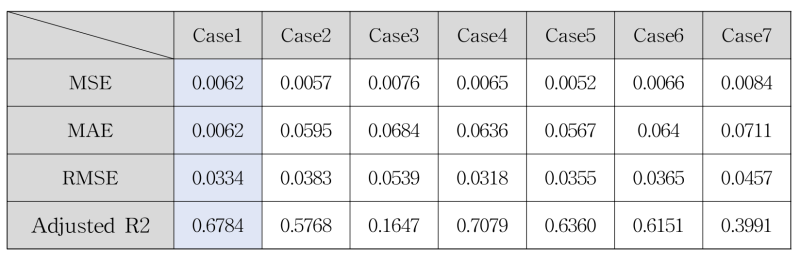 Case1 Case2 Case3 Case4 Case5 Case6 Case7
MSE 0.0062 0.0057 0.0076 0.0065 0.0052 0.0066 0.0084
MAE 0.0062 0.0595 0.0684 0.0636 0.0567 0.064 0.0711
RMSE 0.0334 0.0383 0.0539 0.0318 0.0355 0.0365 0.0457
Adjusted R2 0.6784 0.5768 0.1647 0.7079 0.6360 0.6151 0.3991